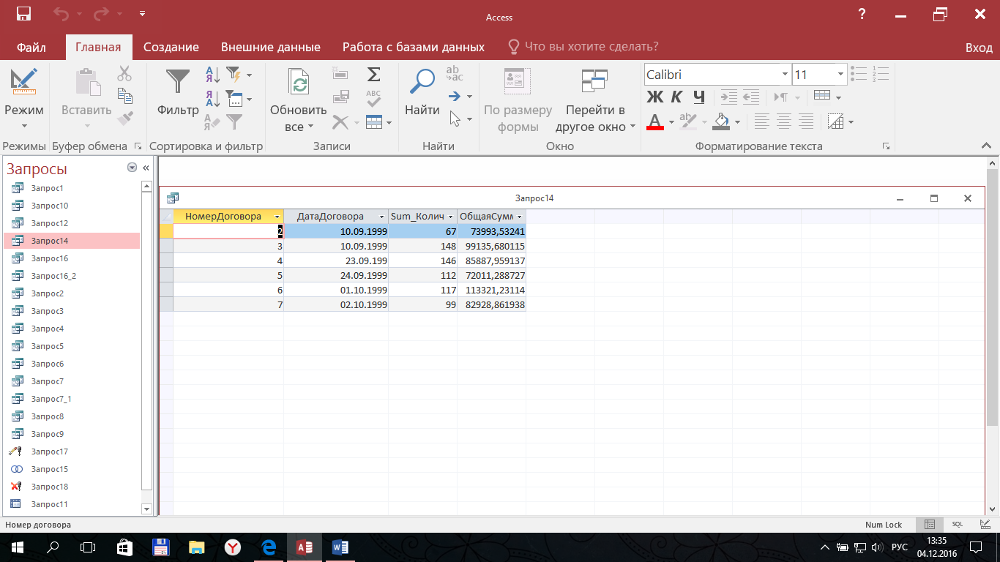 Access
?
Файл Главная Создание Внешние данные Работа с базами данных Что вы хотите сделать? Вход
Режим Вставить Фильтр Обновить все Найти По размеру формы Перейти в другое окно
ab
ac
ABC
Calibri 11
Ж К Ч
Режимы Буфер обмена Сортировка и фильтр Записи Найти Окно Форматирование текста
Запросы
Запрос1
Запрос10
Запрос12
Запрос14
Запрос16
Запрос16_2
Запрос2
Запрос3
Запрос4
Запрос5
Запрос6
Запрос7
Запрос7_1
Запрос8
Запрос9
Запрос17
Запрос15
Запрос18
Запрос11
Запрос14
НомерДоговора ДатаДоговора Sum_Колич ОбщаяСумм
2 10.09.1999 67 73993,53241
3 10.09.1999 148 99135,680115
4 23.09.199 146 85887,959137
5 24.09.1999 112 72011,288727
6 01.10.1999 117 113321,23114
7 02.10.1999 99 82928,861938
Номер договора Num Lock SQL
РУС 13:35
04.12.2016